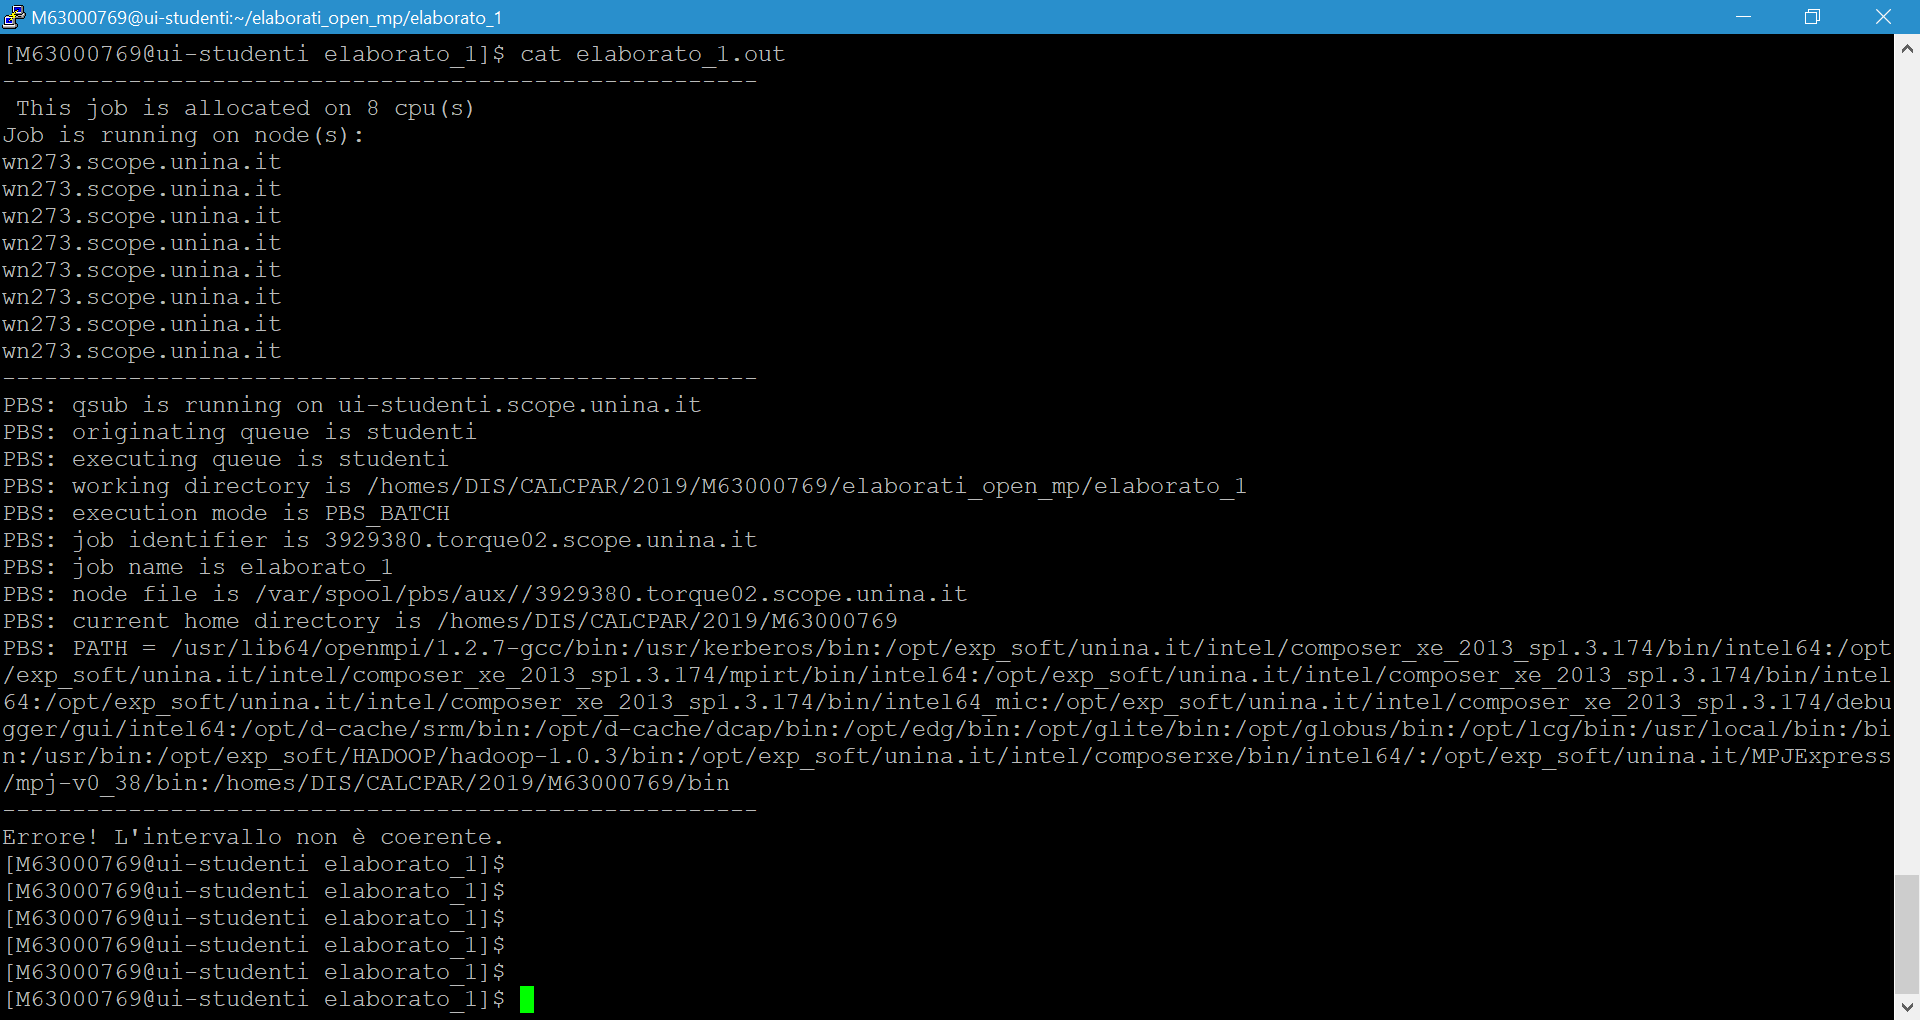 M63000769@ui-studenti:~/elaborati_open_mp/elaborato_1
[M63000769@ui-studenti elaborato_1]$ cat elaborato_1.out
------------------------------------------------------
 This job is allocated on 8 cpu(s)
Job is running on node(s):
wn273.scope.unina.it
wn273.scope.unina.it
wn273.scope.unina.it
wn273.scope.unina.it
wn273.scope.unina.it
wn273.scope.unina.it
wn273.scope.unina.it
wn273.scope.unina.it
------------------------------------------------------
PBS: qsub is running on ui-studenti.scope.unina.it
PBS: originating queue is studenti
PBS: executing queue is studenti
PBS: working directory is /homes/DIS/CALCPAR/2019/M63000769/elaborati_open_mp/elaborato_1
PBS: execution mode is PBS_BATCH
PBS: job identifier is 3929380.torque02.scope.unina.it
PBS: job name is elaborato_1
PBS: node file is /var/spool/pbs/aux//3929380.torque02.scope.unina.it
PBS: current home directory is /homes/DIS/CALCPAR/2019/M63000769
PBS: PATH = /usr/lib64/openmpi/1.2.7-gcc/bin:/usr/kerberos/bin:/opt/exp_soft/unina.it/intel/composer_xe_2013_sp1.3.174/bin/intel64:/opt
/exp_soft/unina.it/intel/composer_xe_2013_sp1.3.174/mpirt/bin/intel64:/opt/exp_soft/unina.it/intel/composer_xe_2013_sp1.3.174/bin/intel
64:/opt/exp_soft/unina.it/intel/composer_xe_2013_sp1.3.174/bin/intel64_mic:/opt/exp_soft/unina.it/intel/composer_xe_2013_sp1.3.174/debu
gger/gui/intel64:/opt/d-cache/srm/bin:/opt/d-cache/dcap/bin:/opt/edg/bin:/opt/glite/bin:/opt/globus/bin:/opt/lcg/bin:/usr/local/bin:/bi
n:/usr/bin:/opt/exp_soft/HADOOP/hadoop-1.0.3/bin:/opt/exp_soft/unina.it/intel/composerxe/bin/intel64/:/opt/exp_soft/unina.it/MPJExpress
/mpj-v0_38/bin:/homes/DIS/CALCPAR/2019/M63000769/bin
------------------------------------------------------
Errore! L'intervallo non è coerente.
[M63000769@ui-studenti elaborato_1]$
[M63000769@ui-studenti elaborato_1]$
[M63000769@ui-studenti elaborato_1]$
[M63000769@ui-studenti elaborato_1]$
[M63000769@ui-studenti elaborato_1]$
[M63000769@ui-studenti elaborato_1]$